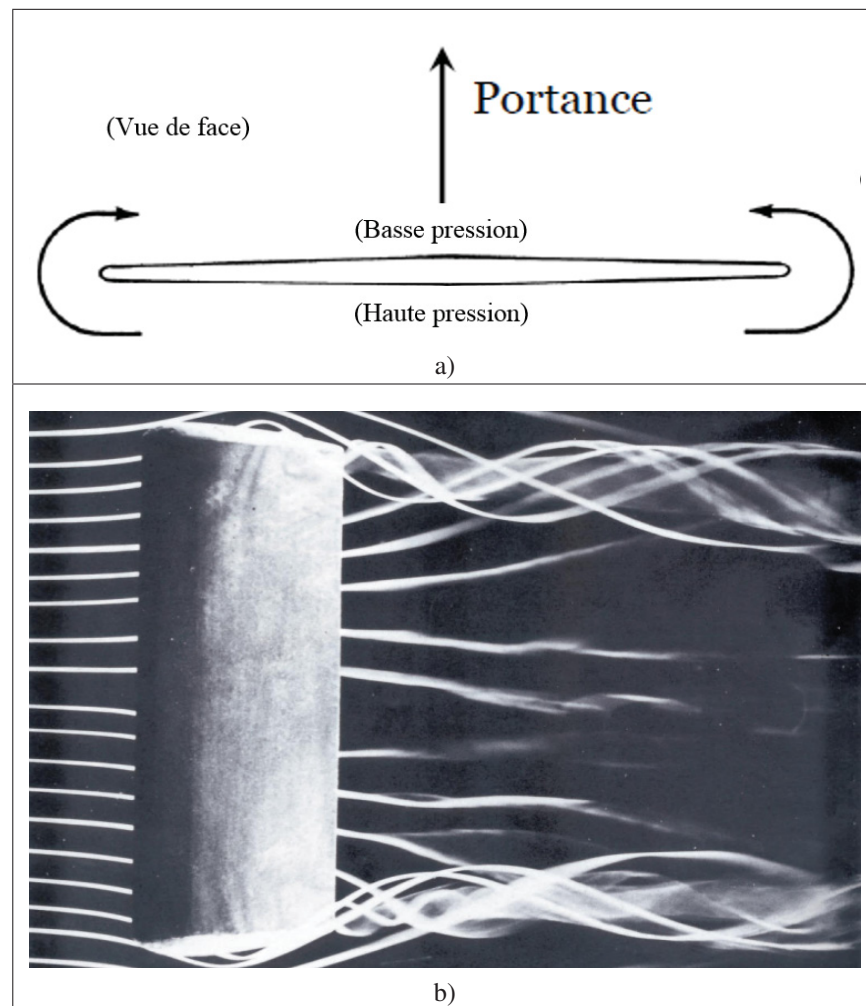 Portance
(Vue de face)
(Basse pression)
(Haute pression)
a)
b)